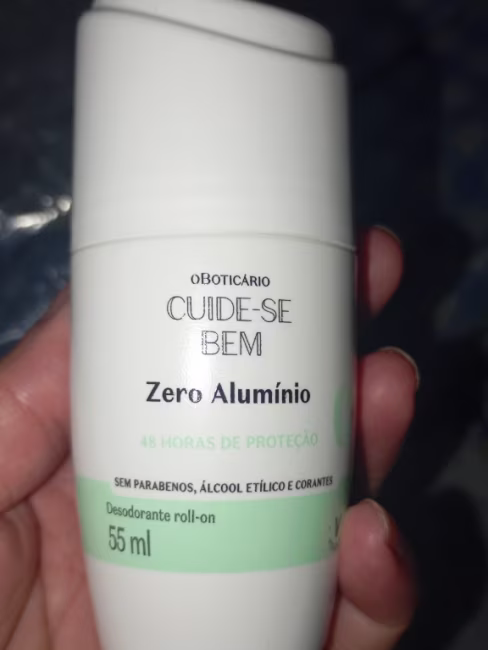 oBOTICÁRIO
CUIDE-SE
BEM
Zero Alumínio
48 HORAS DE PROTEÇÃO
SEM PARABENOS, ÁLCOOL ETÍLICO E CORANTES
Desodorante roll-on
55 ml